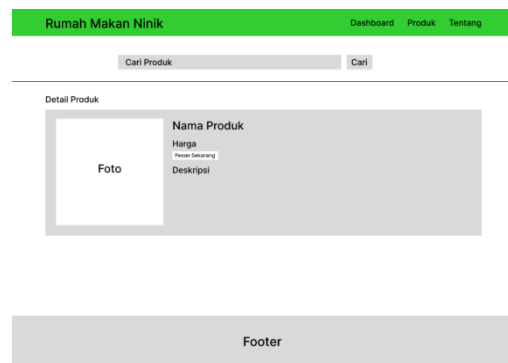 Rumah Makan Ninik
Dashboard Produk Tentang
Cari Produk
Cari
Detail Produk
Foto
Nama Produk
Harga
Pesan Sekarang
Deskripsi
Footer